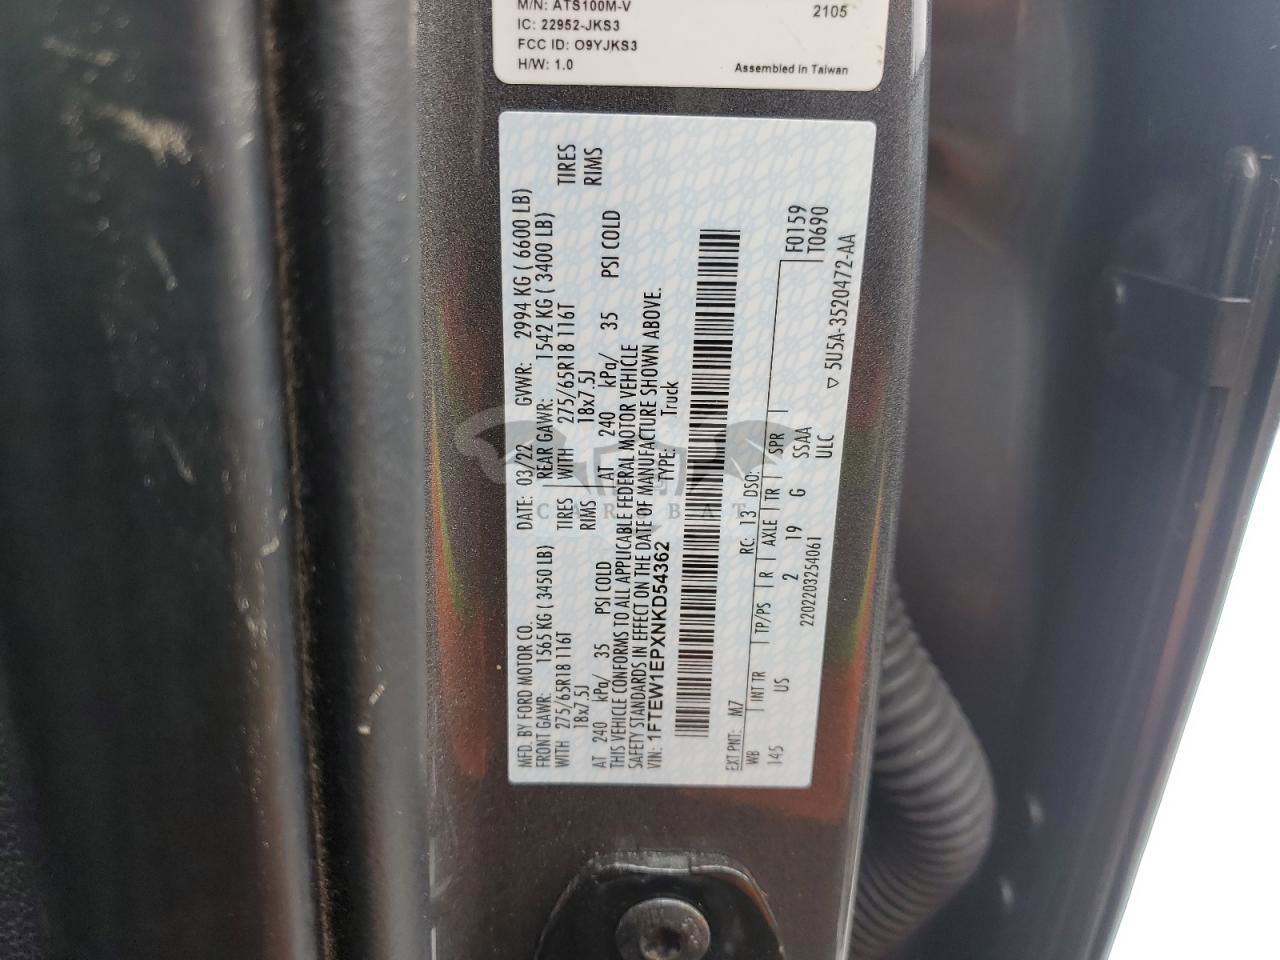 M/N: ATS100M-V
2105
IC: 22952-JKS3
FCC ID: O9YJKS3
H/W: 1.0
Assembled in Taiwan
MFD. BY FORD MOTOR CO.
DATE: 03/22 GVWR: 2994 KG ( 6600 LB)
FRONT GAWR: 1565 KG ( 3450 LB)
REAR GAWR: 1542 KG ( 3400 LB)
WITH 275/65R18 116T TIRES
WITH 275/65R18 116T TIRES
18x7.5J RIMS
18x7.5J RIMS
AT 240 kPa/ 35 PSI COLD
AT 240 kPa/ 35 PSI COLD
THIS VEHICLE CONFORMS TO ALL APPLICABLE FEDERAL MOTOR VEHICLE
SAFETY STANDARDS IN EFFECT ON THE DATE OF MANUFACTURE SHOWN ABOVE.
VIN: 1FTEW1EPXNKD54362
TYPE: Truck
EXT PNT: M7 RC: 13 DSO:
WB INT TR TP/PS R AXLE TR SPR F0159
145 US 2 19 G SSAA T0690
2202203254061 ULC
▽ 5U5A-3520472-AA
CAR BAT